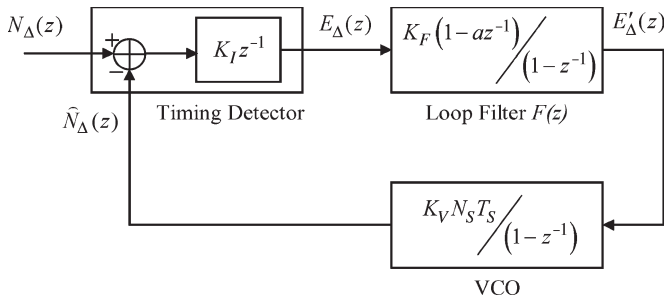 N_Δ(z)
+
−
K_I z^{-1}
E_Δ(z)
K_F(1−az^{-1})/(1−z^{-1})
E′_Δ(z)
N̂_Δ(z)
Timing Detector
Loop Filter F(z)
K_V N_S T_S/(1−z^{-1})
VCO